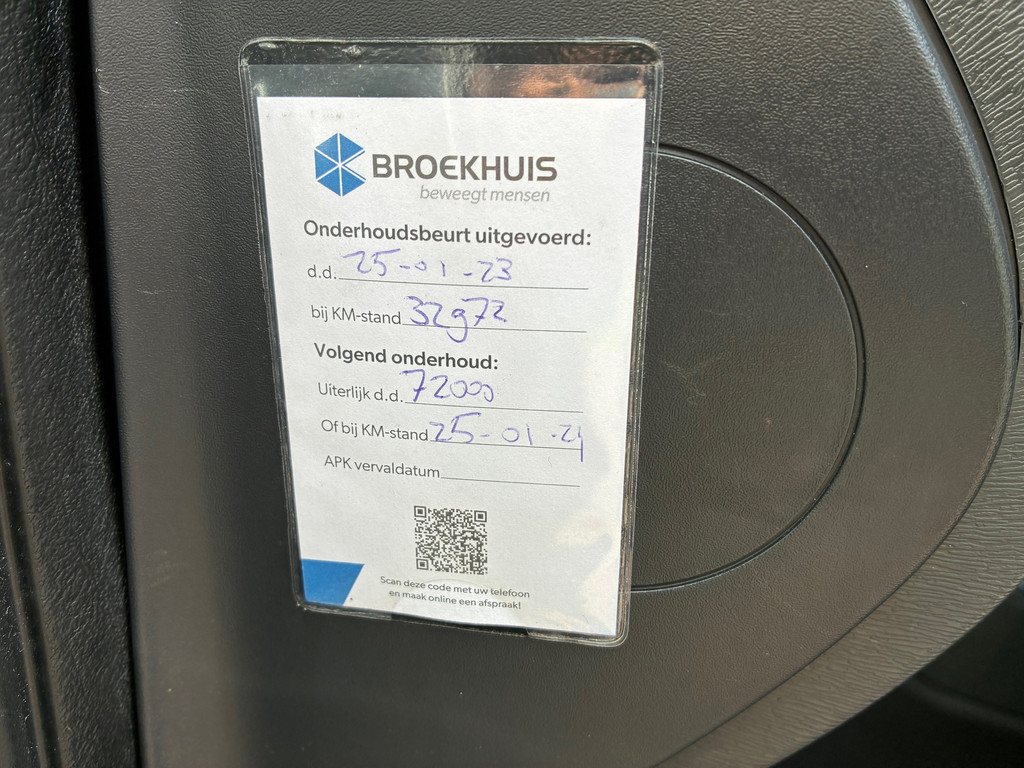 BROEKHUIS
beweegt mensen
Onderhoudsbeurt uitgevoerd:
d.d. 25-01-23
bij KM-stand 32972
Volgend onderhoud:
Uiterlijk d.d. 72000
Of bij KM-stand 25-01-24
APK vervaldatum
Scan deze code met uw telefoon
en maak online een afspraak!